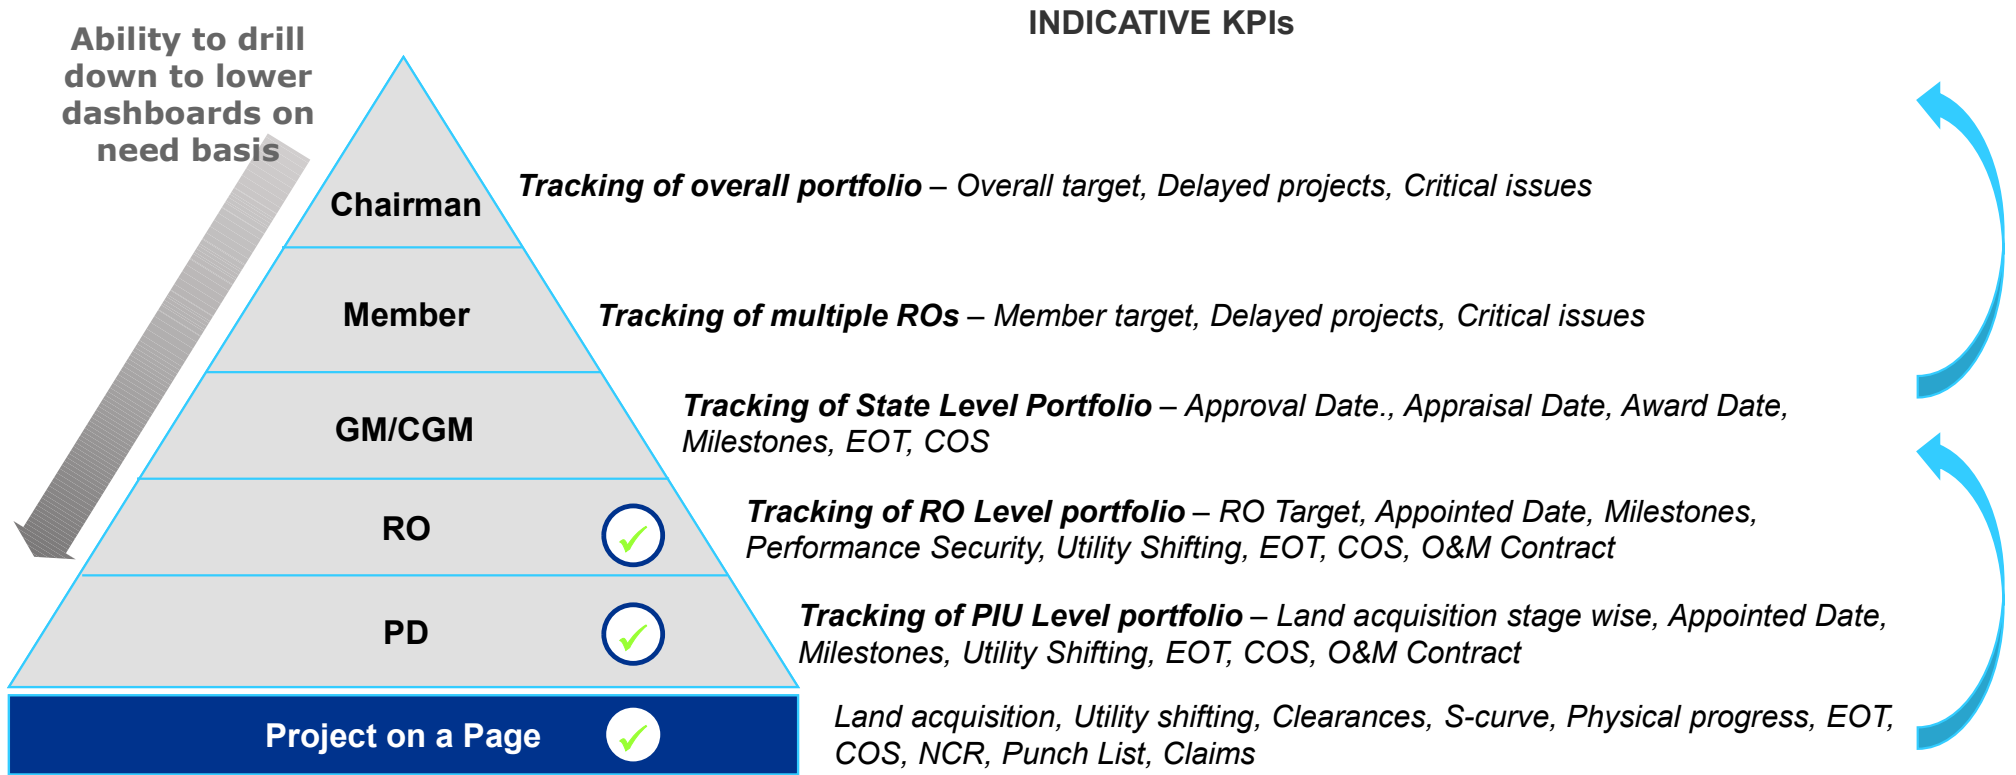 INDICATIVE KPIs
Ability to drill
down to lower
dashboards on
need basis
Chairman
Tracking of overall portfolio – Overall target, Delayed projects, Critical issues
Member
Tracking of multiple ROs – Member target, Delayed projects, Critical issues
GM/CGM
Tracking of State Level Portfolio – Approval Date., Appraisal Date, Award Date,
Milestones, EOT, COS
RO
Tracking of RO Level portfolio – RO Target, Appointed Date, Milestones,
Performance Security, Utility Shifting, EOT, COS, O&M Contract
PD
Tracking of PIU Level portfolio – Land acquisition stage wise, Appointed Date,
Milestones, Utility Shifting, EOT, COS, O&M Contract
Project on a Page
Land acquisition, Utility shifting, Clearances, S-curve, Physical progress, EOT,
COS, NCR, Punch List, Claims